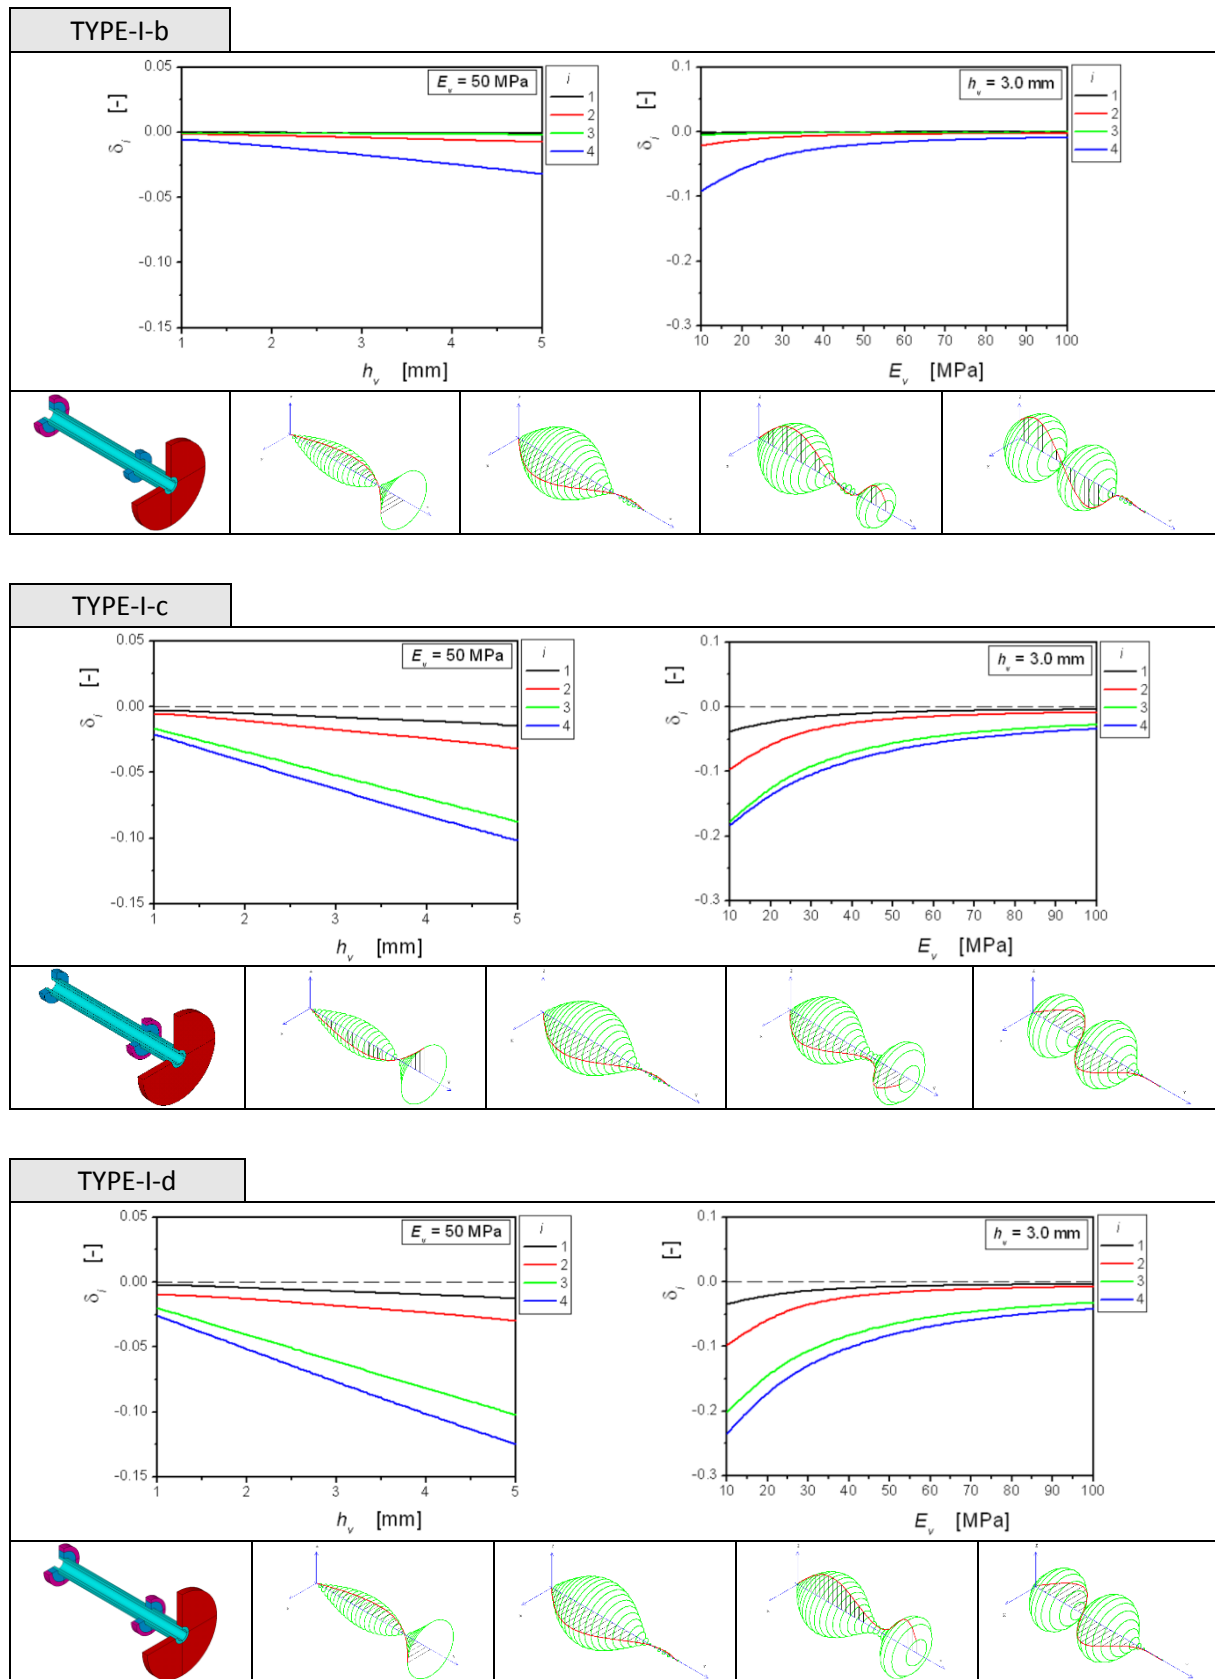 TYPE-I-b
0.05
0.00
-0.05
-0.10
-0.15
δi [-]
Ev = 50 MPa
i
1
2
3
4
1 2 3 4 5
hv [mm]
0.1
0.0
-0.1
-0.2
-0.3
δi [-]
hv = 3.0 mm
i
1
2
3
4
10 20 30 40 50 60 70 80 90 100
Ev [MPa]
TYPE-I-c
0.05
0.00
-0.05
-0.10
-0.15
δi [-]
Ev = 50 MPa
i
1
2
3
4
1 2 3 4 5
hv [mm]
0.1
0.0
-0.1
-0.2
-0.3
δi [-]
hv = 3.0 mm
i
1
2
3
4
10 20 30 40 50 60 70 80 90 100
Ev [MPa]
TYPE-I-d
0.05
0.00
-0.05
-0.10
-0.15
δi [-]
Ev = 50 MPa
i
1
2
3
4
1 2 3 4 5
hv [mm]
0.1
0.0
-0.1
-0.2
-0.3
δi [-]
hv = 3.0 mm
i
1
2
3
4
10 20 30 40 50 60 70 80 90 100
Ev [MPa]